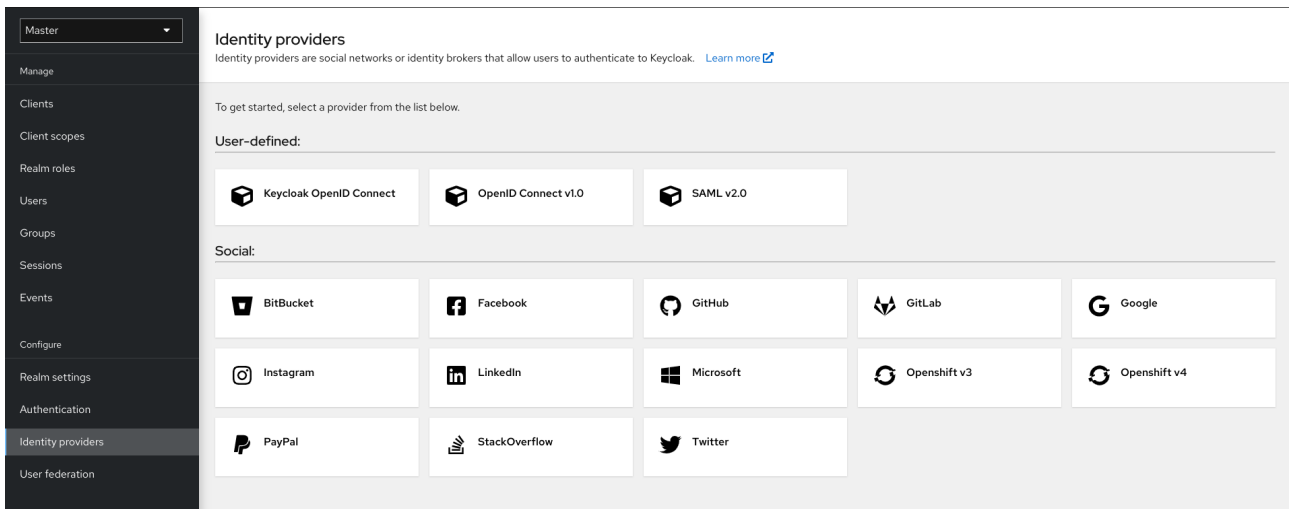 Master
Manage
Clients
Client scopes
Realm roles
Users
Groups
Sessions
Events
Configure
Realm settings
Authentication
Identity providers
User federation
Identity providers
Identity providers are social networks or identity brokers that allow users to authenticate to Keycloak. Learn more
To get started, select a provider from the list below.
User-defined:
Keycloak OpenID Connect
OpenID Connect v1.0
SAML v2.0
Social:
BitBucket
Facebook
GitHub
GitLab
Google
Instagram
LinkedIn
Microsoft
Openshift v3
Openshift v4
PayPal
StackOverflow
Twitter